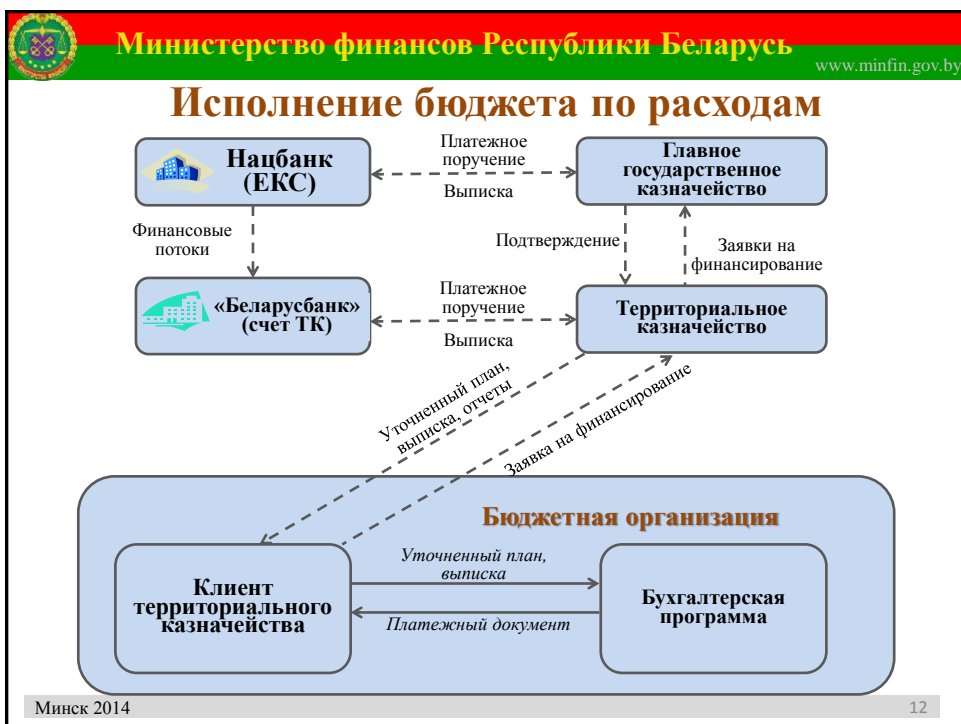 Министерство финансов Республики Беларусь
www.minfin.gov.by
Исполнение бюджета по расходам
Нацбанк
(ЕКС)
Платежное
поручение
Выписка
Главное
государственное
казначейство
Финансовые
потоки
Подтверждение
Заявки на
финансирование
«Беларусбанк»
(счет ТК)
Платежное
поручение
Выписка
Территориальное
казначейство
Уточненный план,
выписка, отчеты
Заявка на финансирование
Бюджетная организация
Клиент
территориального
казначейства
Уточненный план,
выписка
Платежный документ
Бухгалтерская
программа
Минск 2014
12